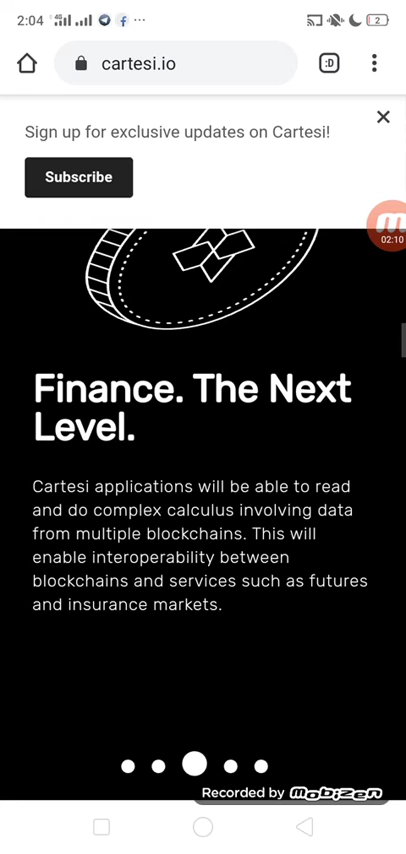 2:04
4G
2
cartesi.io
:D
Sign up for exclusive updates on Cartesi!
Subscribe
02:10
Finance. The Next
Level.
Cartesi applications will be able to read
and do complex calculus involving data
from multiple blockchains. This will
enable interoperability between
blockchains and services such as futures
and insurance markets.
Recorded by Mobizen